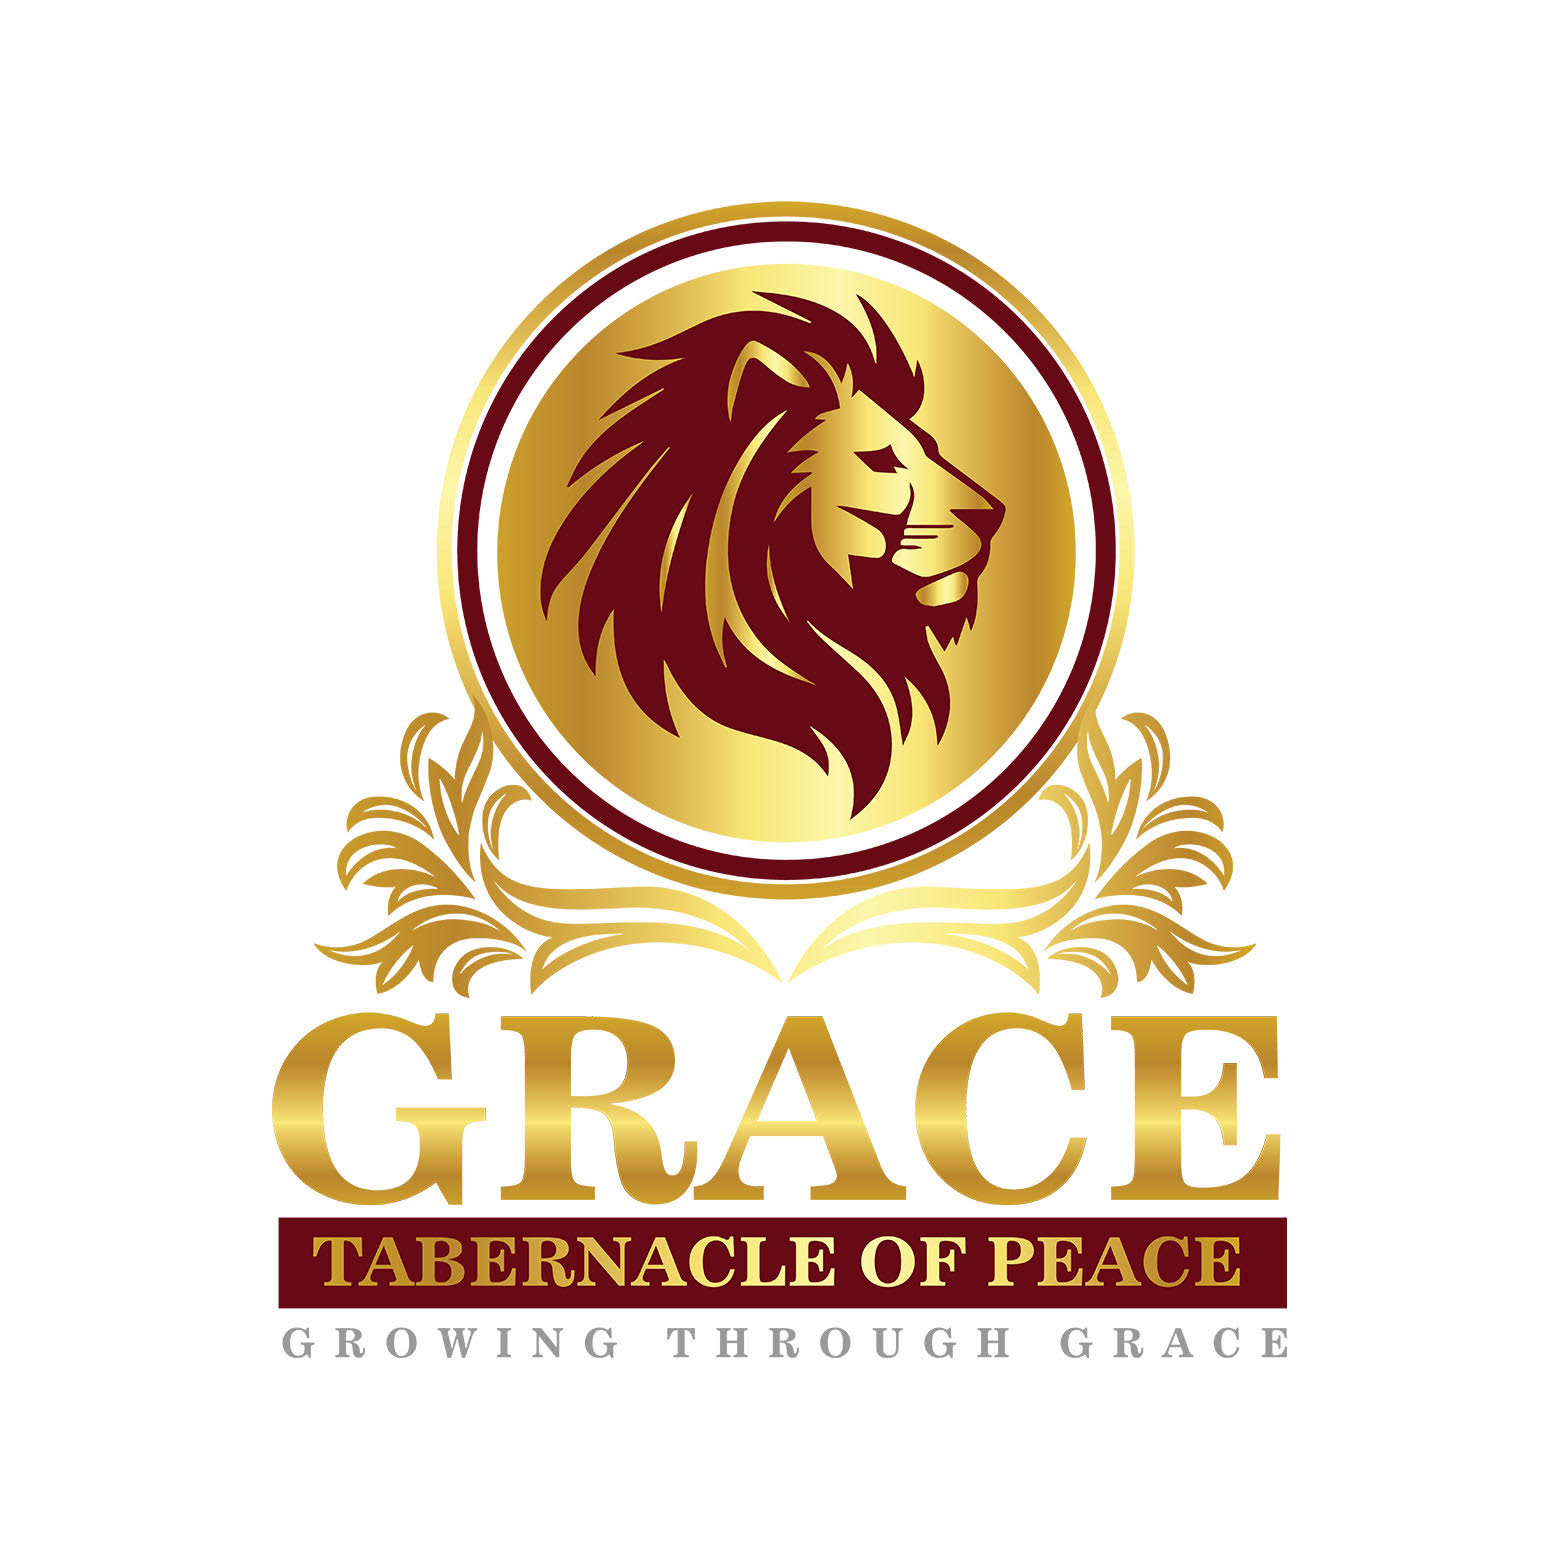 GRACE
TABERNACLE OF PEACE
GROWING THROUGH GRACE